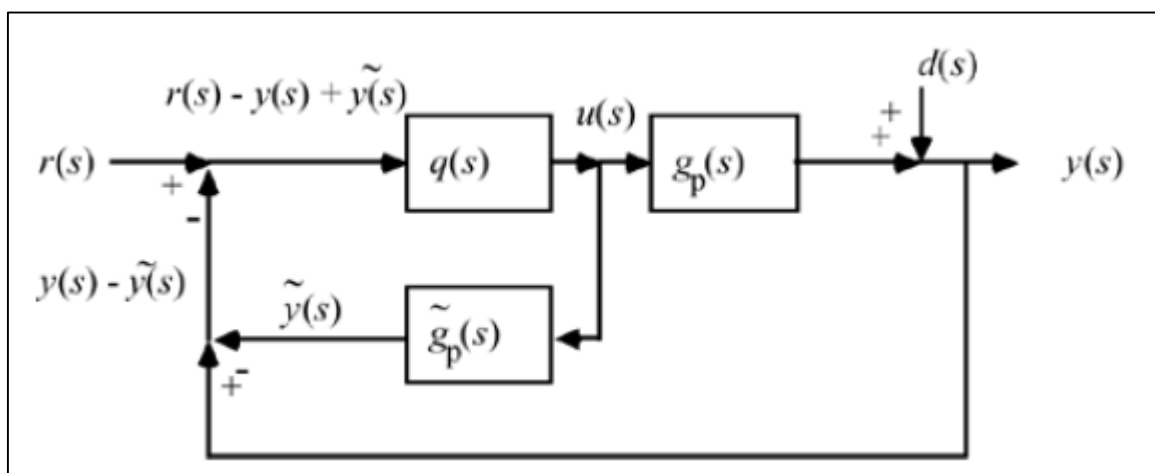 d(s)
r(s) - y(s) + ỹ(s)
u(s)
+
+
r(s)
q(s)
gp(s)
y(s)
+
-
y(s) - ỹ(s)
ỹ(s)
g̃p(s)
+-